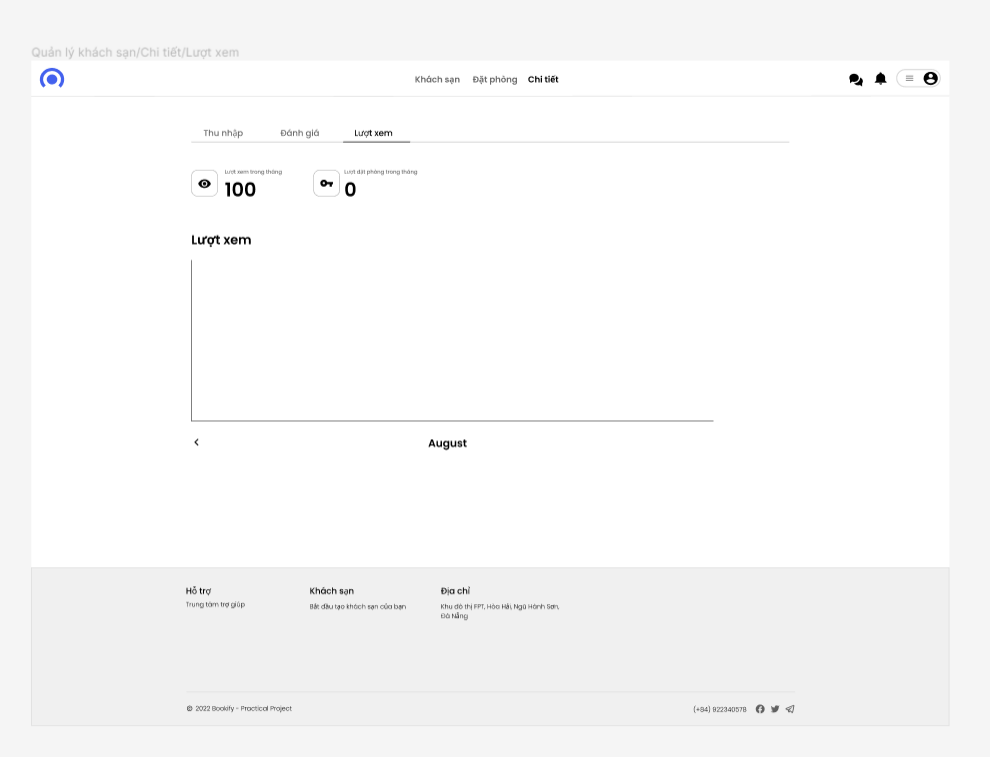 Quản lý khách sạn/Chi tiết/Lượt xem
Khách sạn Đặt phòng Chi tiết
Thu nhập Đánh giá Lượt xem
Lượt xem trong tháng
100
Lượt đặt phòng trong tháng
0
Lượt xem
August
Hỗ trợ
Trung tâm trợ giúp
Khách sạn
Bắt đầu tạo khách sạn của bạn
Địa chỉ
Khu đô thị FPT, Hòa Hải, Ngũ Hành Sơn,
Đà Nẵng
© 2022 Bookify - Practical Project
(+84) 922340578